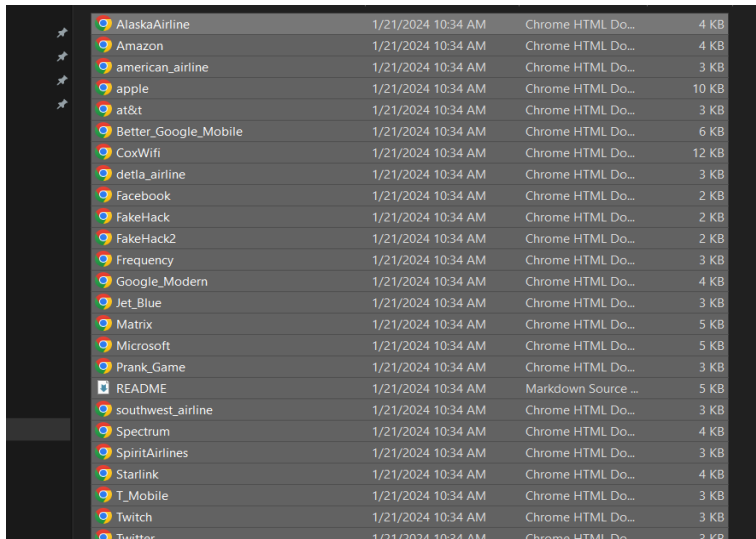 AlaskaAirline 1/21/2024 10:34 AM Chrome HTML Do... 4 KB
Amazon 1/21/2024 10:34 AM Chrome HTML Do... 4 KB
american_airline 1/21/2024 10:34 AM Chrome HTML Do... 3 KB
apple 1/21/2024 10:34 AM Chrome HTML Do... 10 KB
at&t 1/21/2024 10:34 AM Chrome HTML Do... 3 KB
Better_Google_Mobile 1/21/2024 10:34 AM Chrome HTML Do... 6 KB
CoxWifi 1/21/2024 10:34 AM Chrome HTML Do... 12 KB
detla_airline 1/21/2024 10:34 AM Chrome HTML Do... 3 KB
Facebook 1/21/2024 10:34 AM Chrome HTML Do... 2 KB
FakeHack 1/21/2024 10:34 AM Chrome HTML Do... 2 KB
FakeHack2 1/21/2024 10:34 AM Chrome HTML Do... 2 KB
Frequency 1/21/2024 10:34 AM Chrome HTML Do... 3 KB
Google_Modern 1/21/2024 10:34 AM Chrome HTML Do... 4 KB
Jet_Blue 1/21/2024 10:34 AM Chrome HTML Do... 3 KB
Matrix 1/21/2024 10:34 AM Chrome HTML Do... 5 KB
Microsoft 1/21/2024 10:34 AM Chrome HTML Do... 5 KB
Prank_Game 1/21/2024 10:34 AM Chrome HTML Do... 3 KB
README 1/21/2024 10:34 AM Markdown Source ... 5 KB
southwest_airline 1/21/2024 10:34 AM Chrome HTML Do... 3 KB
Spectrum 1/21/2024 10:34 AM Chrome HTML Do... 4 KB
SpiritAirlines 1/21/2024 10:34 AM Chrome HTML Do... 3 KB
Starlink 1/21/2024 10:34 AM Chrome HTML Do... 4 KB
T_Mobile 1/21/2024 10:34 AM Chrome HTML Do... 3 KB
Twitch 1/21/2024 10:34 AM Chrome HTML Do... 3 KB
Twitter 1/21/2024 10:34 AM Chrome HTML Do... 3 KB